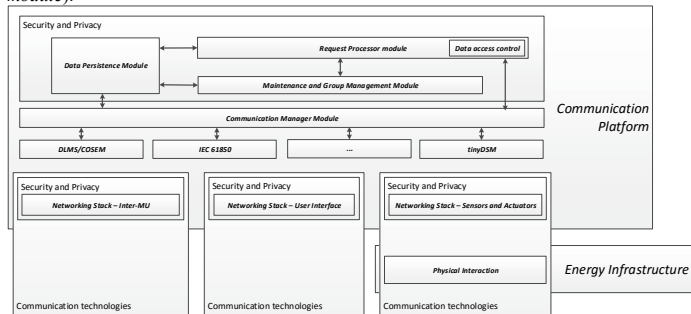 module).
Security and Privacy
Request Processor module
Data access control
Data Persistence Module
Maintenance and Group Management Module
Communication Manager Module
Communication
Platform
DLMS/COSEM
IEC 61850
...
tinyDSM
Security and Privacy
Security and Privacy
Security and Privacy
Networking Stack – Inter-MU
Networking Stack – User Interface
Networking Stack – Sensors and Actuators
Physical Interaction
Energy Infrastructure
Communication technologies
Communication technologies
Communication technologies